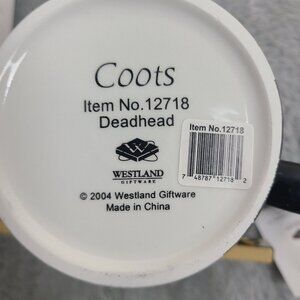 Coots
Item No.12718
Deadhead
WESTLAND
GIFTWARE
© 2004 Westland Giftware
Made in China
Item No.12718
7 48787 12718 2